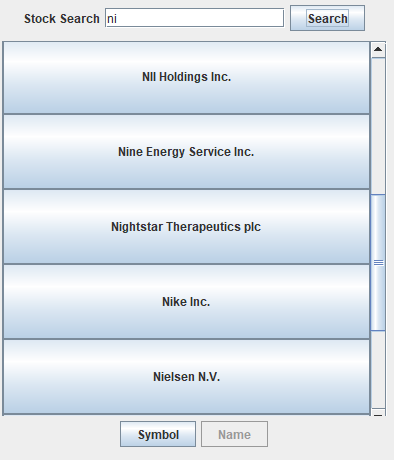 Stock Search ni Search
NII Holdings Inc.
Nine Energy Service Inc.
Nightstar Therapeutics plc
Nike Inc.
Nielsen N.V.
Symbol Name